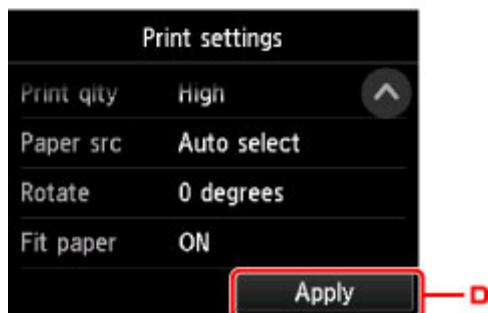 Print settings
Print qlty High
Paper src Auto select
Rotate 0 degrees
Fit paper ON
Apply
D